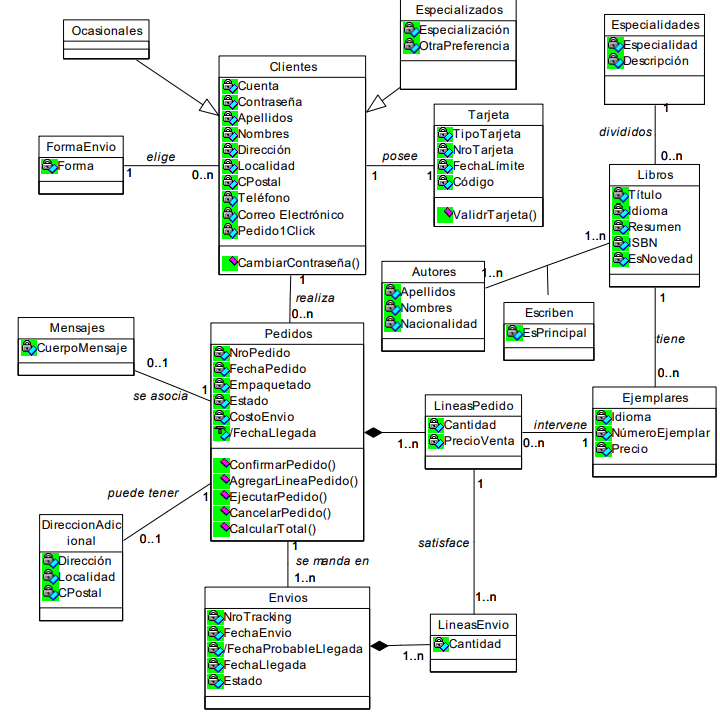 Ocasionales
Especializados
Especialización
OtraPreferencia
Especialidades
Especialidad
Descripción
Clientes
Cuenta
Contraseña
Apellidos
Nombres
Dirección
Localidad
CPostal
Teléfono
Correo Electrónico
Pedido1Click
CambiarContraseña()
FormaEnvio
Forma
elige
1
0..n
Tarjeta
TipoTarjeta
NroTarjeta
FechaLímite
Código
ValidrTarjeta()
posee
1
1
1
dividídos
0..n
Libros
Título
Idioma
Resumen
ISBN
EsNovedad
1..n
1..n
Autores
Apellidos
Nombres
Nacionalidad
Escriben
EsPrincipal
1
realiza
0..n
1
tiene
0..n
Mensajes
CuerpoMensaje
0..1
se asocia
1
Pedidos
NroPedido
FechaPedido
Empaquetado
Estado
CostoEnvio
/FechaLlegada
ConfirmarPedido()
AgregarLineaPedido()
EjecutarPedido()
CancelarPedido()
CalcularTotal()
1..n
LineasPedido
Cantidad
PrecioVenta
intervene
0..n
1
Ejemplares
Idioma
NúmeroEjemplar
Precio
puede tener
1
0..1
DireccionAdic
ional
Dirección
Localidad
CPostal
1
se manda en
1..n
1
satisface
1..n
Envios
NroTracking
FechaEnvio
/FechaProbableLlegada
FechaLlegada
Estado
1..n
LineasEnvio
Cantidad